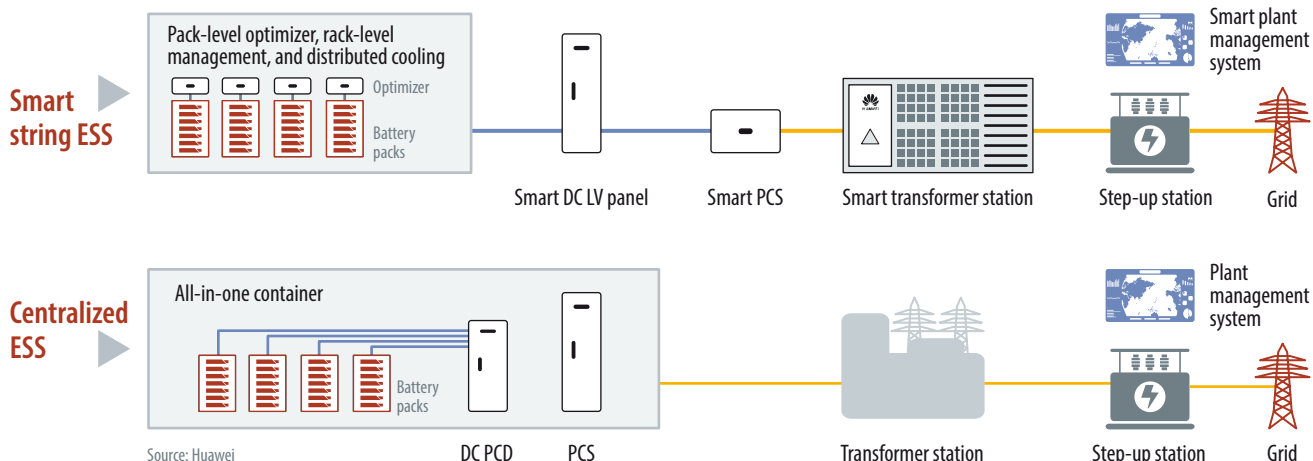 Pack-level optimizer, rack-level
management, and distributed cooling
Optimizer
Battery
packs
Smart
string ESS
Smart plant
management
system
Smart DC LV panel
Smart PCS
Smart transformer station
Step-up station
Grid
All-in-one container
Centralized
ESS
Battery
packs
Plant
management
system
Source: Huawei
DC PCD
PCS
Transformer station
Step-up station
Grid